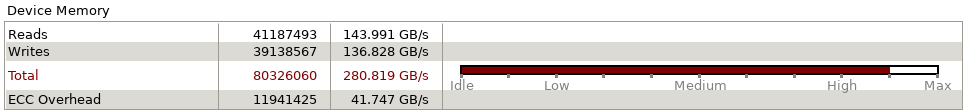 Device Memory
Reads 41187493 143.991 GB/s
Writes 39138567 136.828 GB/s
Total 80326060 280.819 GB/s
Idle Low Medium High Max
ECC Overhead 11941425 41.747 GB/s